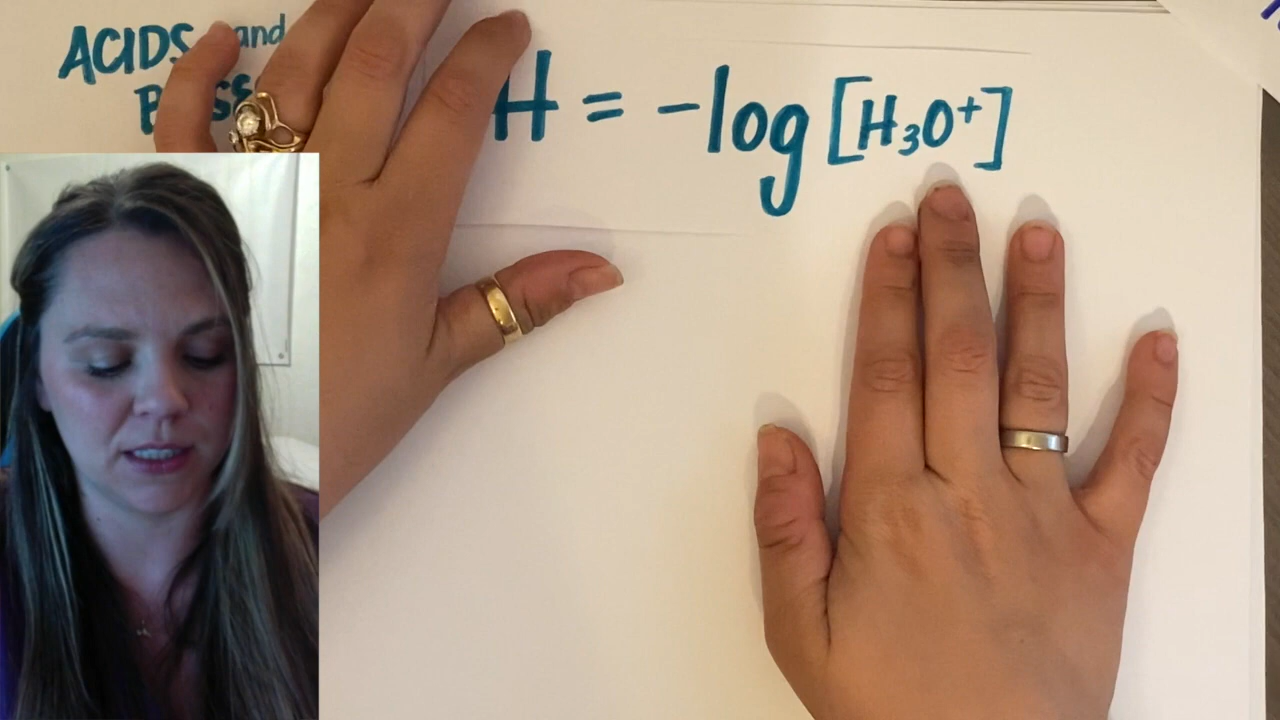 ACIDS and
H = -log [H₃O⁺]